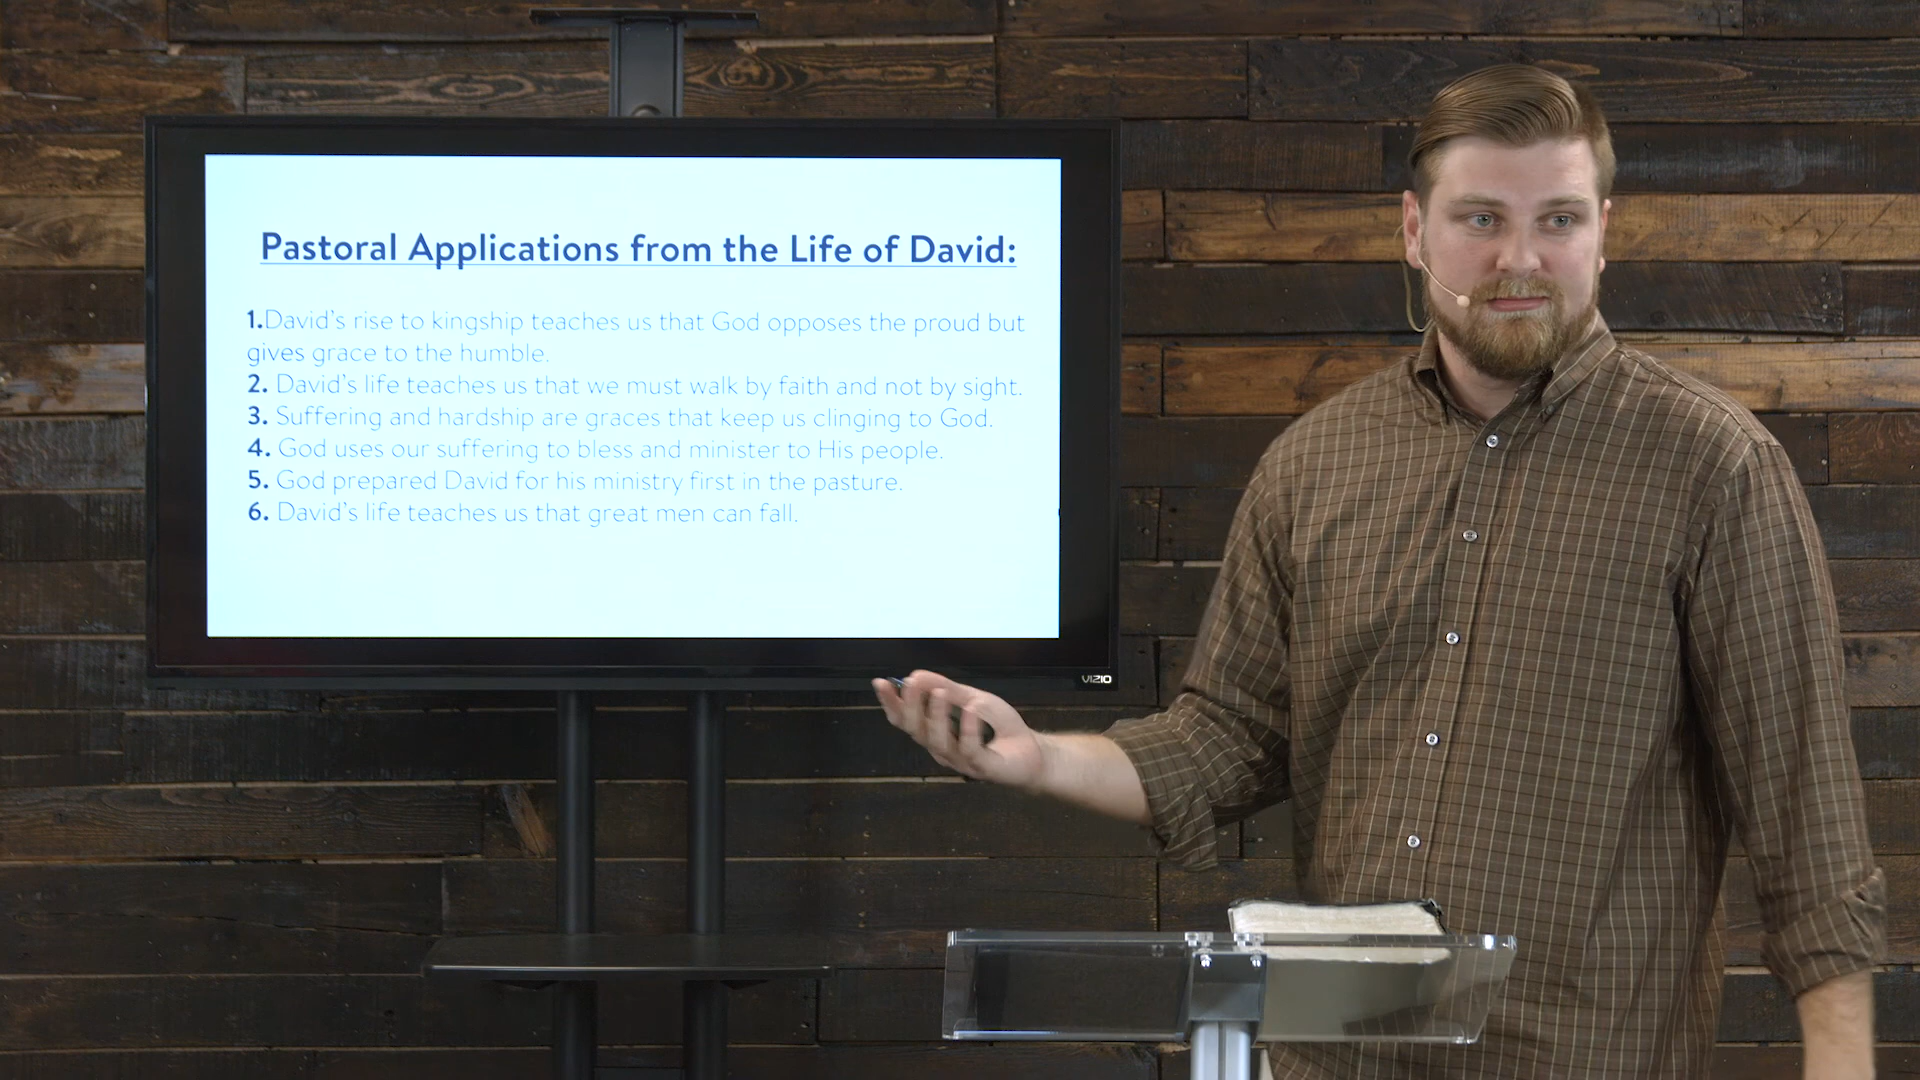 Pastoral Applications from the Life of David:
1.David's rise to kingship teaches us that God opposes the proud but
gives grace to the humble.
2. David's life teaches us that we must walk by faith and not by sight.
3. Suffering and hardship are graces that keep us clinging to God.
4. God uses our suffering to bless and minister to His people.
5. God prepared David for his ministry first in the pasture.
6. David's life teaches us that great men can fall.
VIZIO